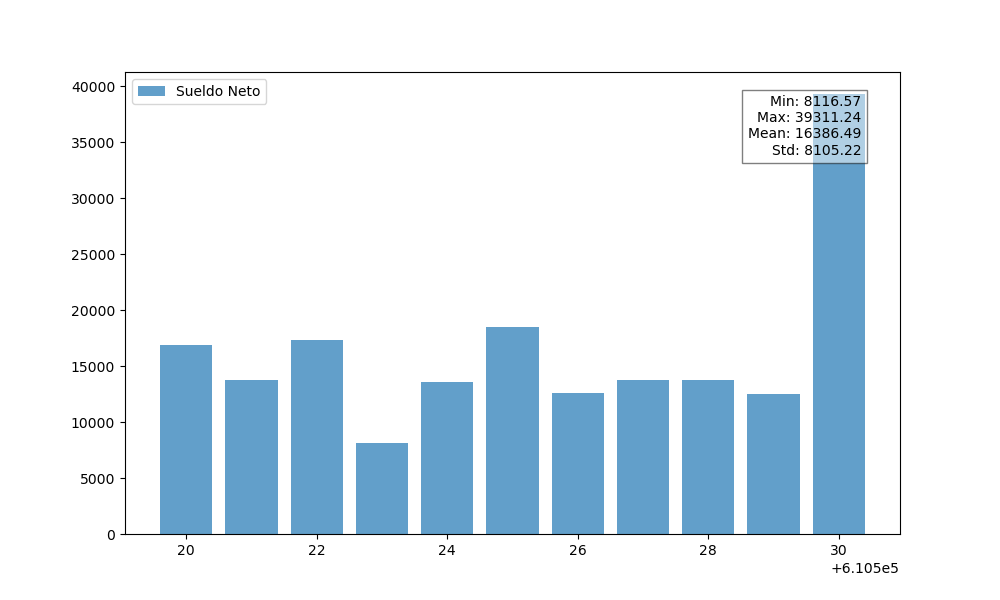 Sueldo Neto
Min: 8116.57
Max: 39311.24
Mean: 16386.49
Std: 8105.22
40000
35000
30000
25000
20000
15000
10000
5000
0
20 22 24 26 28 30
+6.105e5